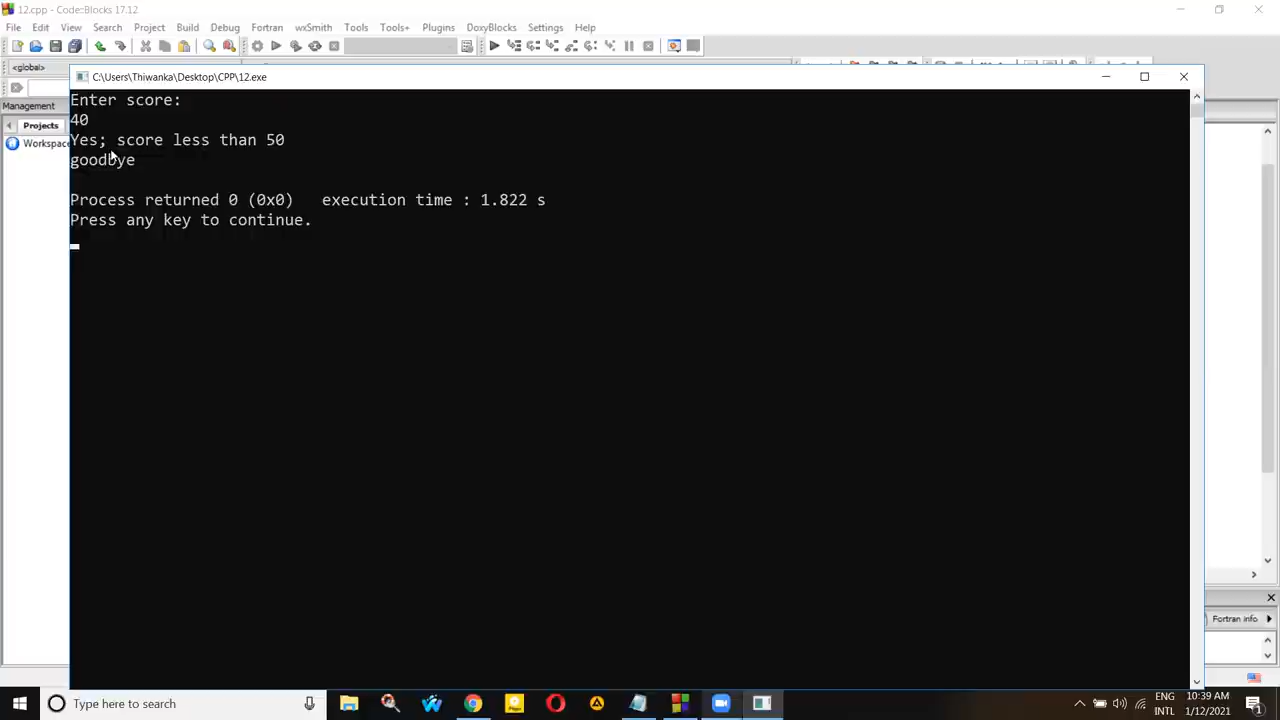 12.cpp - Code::Blocks 17.12
File Edit View Search Project Build Debug Fortran wxSmith Tools Tools+ Plugins DoxyBlocks Settings Help
<global>
C:\Users\Thiwanka\Desktop\CPP\12.exe
Management
Projects
Workspace
Enter score:
40
Yes; score less than 50
goodbye
Process returned 0 (0x0)   execution time : 1.822 s
Press any key to continue.
Fortran info
Type here to search
ENG
INTL
10:39 AM
1/12/2021